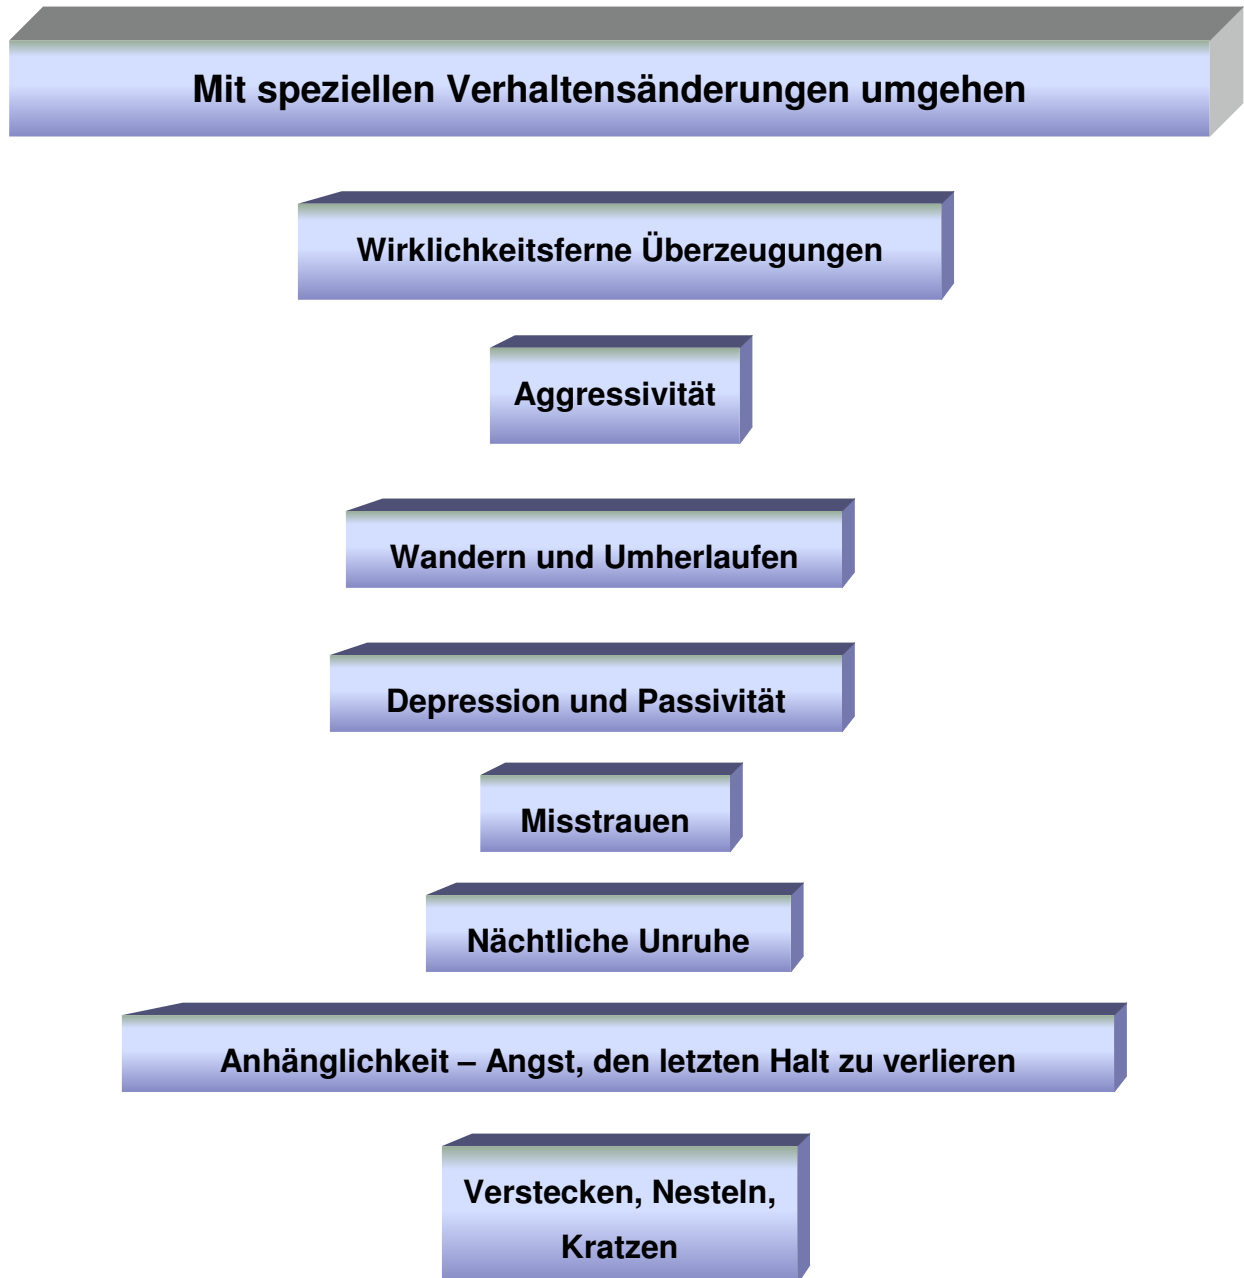 Mit speziellen Verhaltensänderungen umgehen
Wirklichkeitsferne Überzeugungen
Aggressivität
Wandern und Umherlaufen
Depression und Passivität
Misstrauen
Nächtliche Unruhe
Anhänglichkeit – Angst, den letzten Halt zu verlieren
Verstecken, Nesteln,
Kratzen